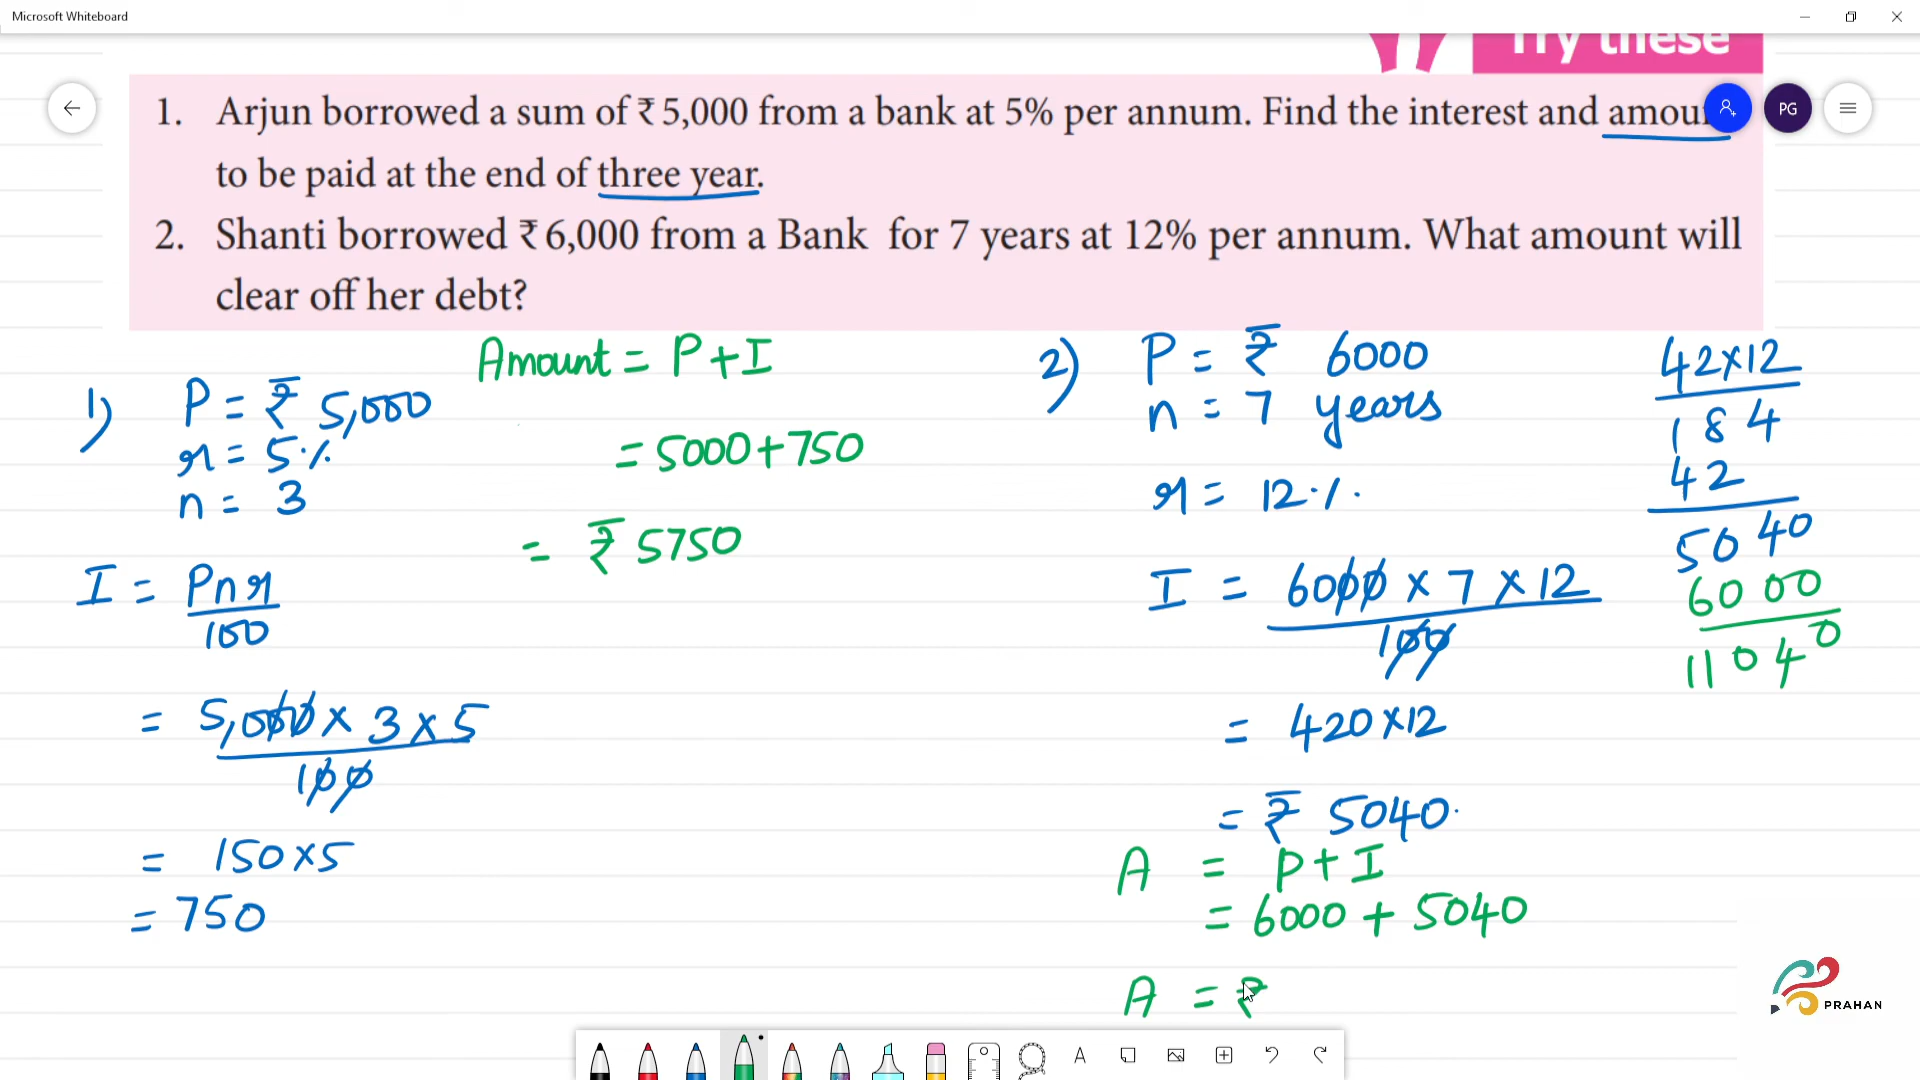 Microsoft Whiteboard
Try these
1. Arjun borrowed a sum of ₹ 5,000 from a bank at 5% per annum. Find the interest and amou
to be paid at the end of three year.
2. Shanti borrowed ₹ 6,000 from a Bank for 7 years at 12% per annum. What amount will
clear off her debt?
PG
1) P = ₹ 5,000
r = 5%
n = 3
I = Pnr
100
= 5,000 x 3 x 5
100
= 150 x 5
= 750
Amount = P + I
= 5000 + 750
= ₹ 5750
2) P = ₹ 6000
n = 7 years
r = 12%.
I = 6000 x 7 x 12
100
= 420 x 12
= ₹ 5040.
A = P + I
= 6000 + 5040
A = ₹
42 x 12
184
42
5040
6000
11040
PRAHAN
A